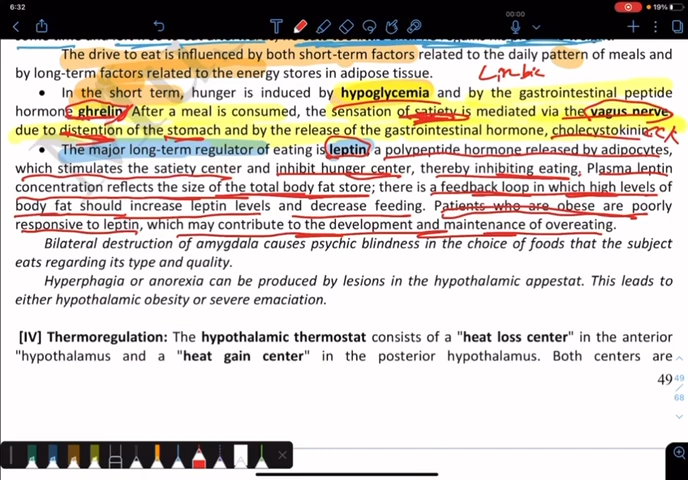 6:32
00:00
19%
The drive to eat is influenced by both short-term factors related to the daily pattern of meals and
by long-term factors related to the energy stores in adipose tissue.
Limbic
• In the short term, hunger is induced by hypoglycemia and by the gastrointestinal peptide
hormone ghrelin. After a meal is consumed, the sensation of satiety is mediated via the vagus nerve
due to distention of the stomach and by the release of the gastrointestinal hormone, cholecystokinin CCK
• The major long-term regulator of eating is leptin, a polypeptide hormone released by adipocytes,
which stimulates the satiety center and inhibit hunger center, thereby inhibiting eating, Plasma leptin
concentration reflects the size of the total body fat store; there is a feedback loop in which high levels of
body fat should increase leptin levels and decrease feeding. Patients who are obese are poorly
responsive to leptin, which may contribute to the development and maintenance of overeating.
Bilateral destruction of amygdala causes psychic blindness in the choice of foods that the subject
eats regarding its type and quality.
Hyperphagia or anorexia can be produced by lesions in the hypothalamic appestat. This leads to
either hypothalamic obesity or severe emaciation.
[IV) Thermoregulation: The hypothalamic thermostat consists of a "heat loss center" in the anterior
"hypothalamus and a "heat gain center" in the posterior hypothalamus. Both centers are
49
49
68